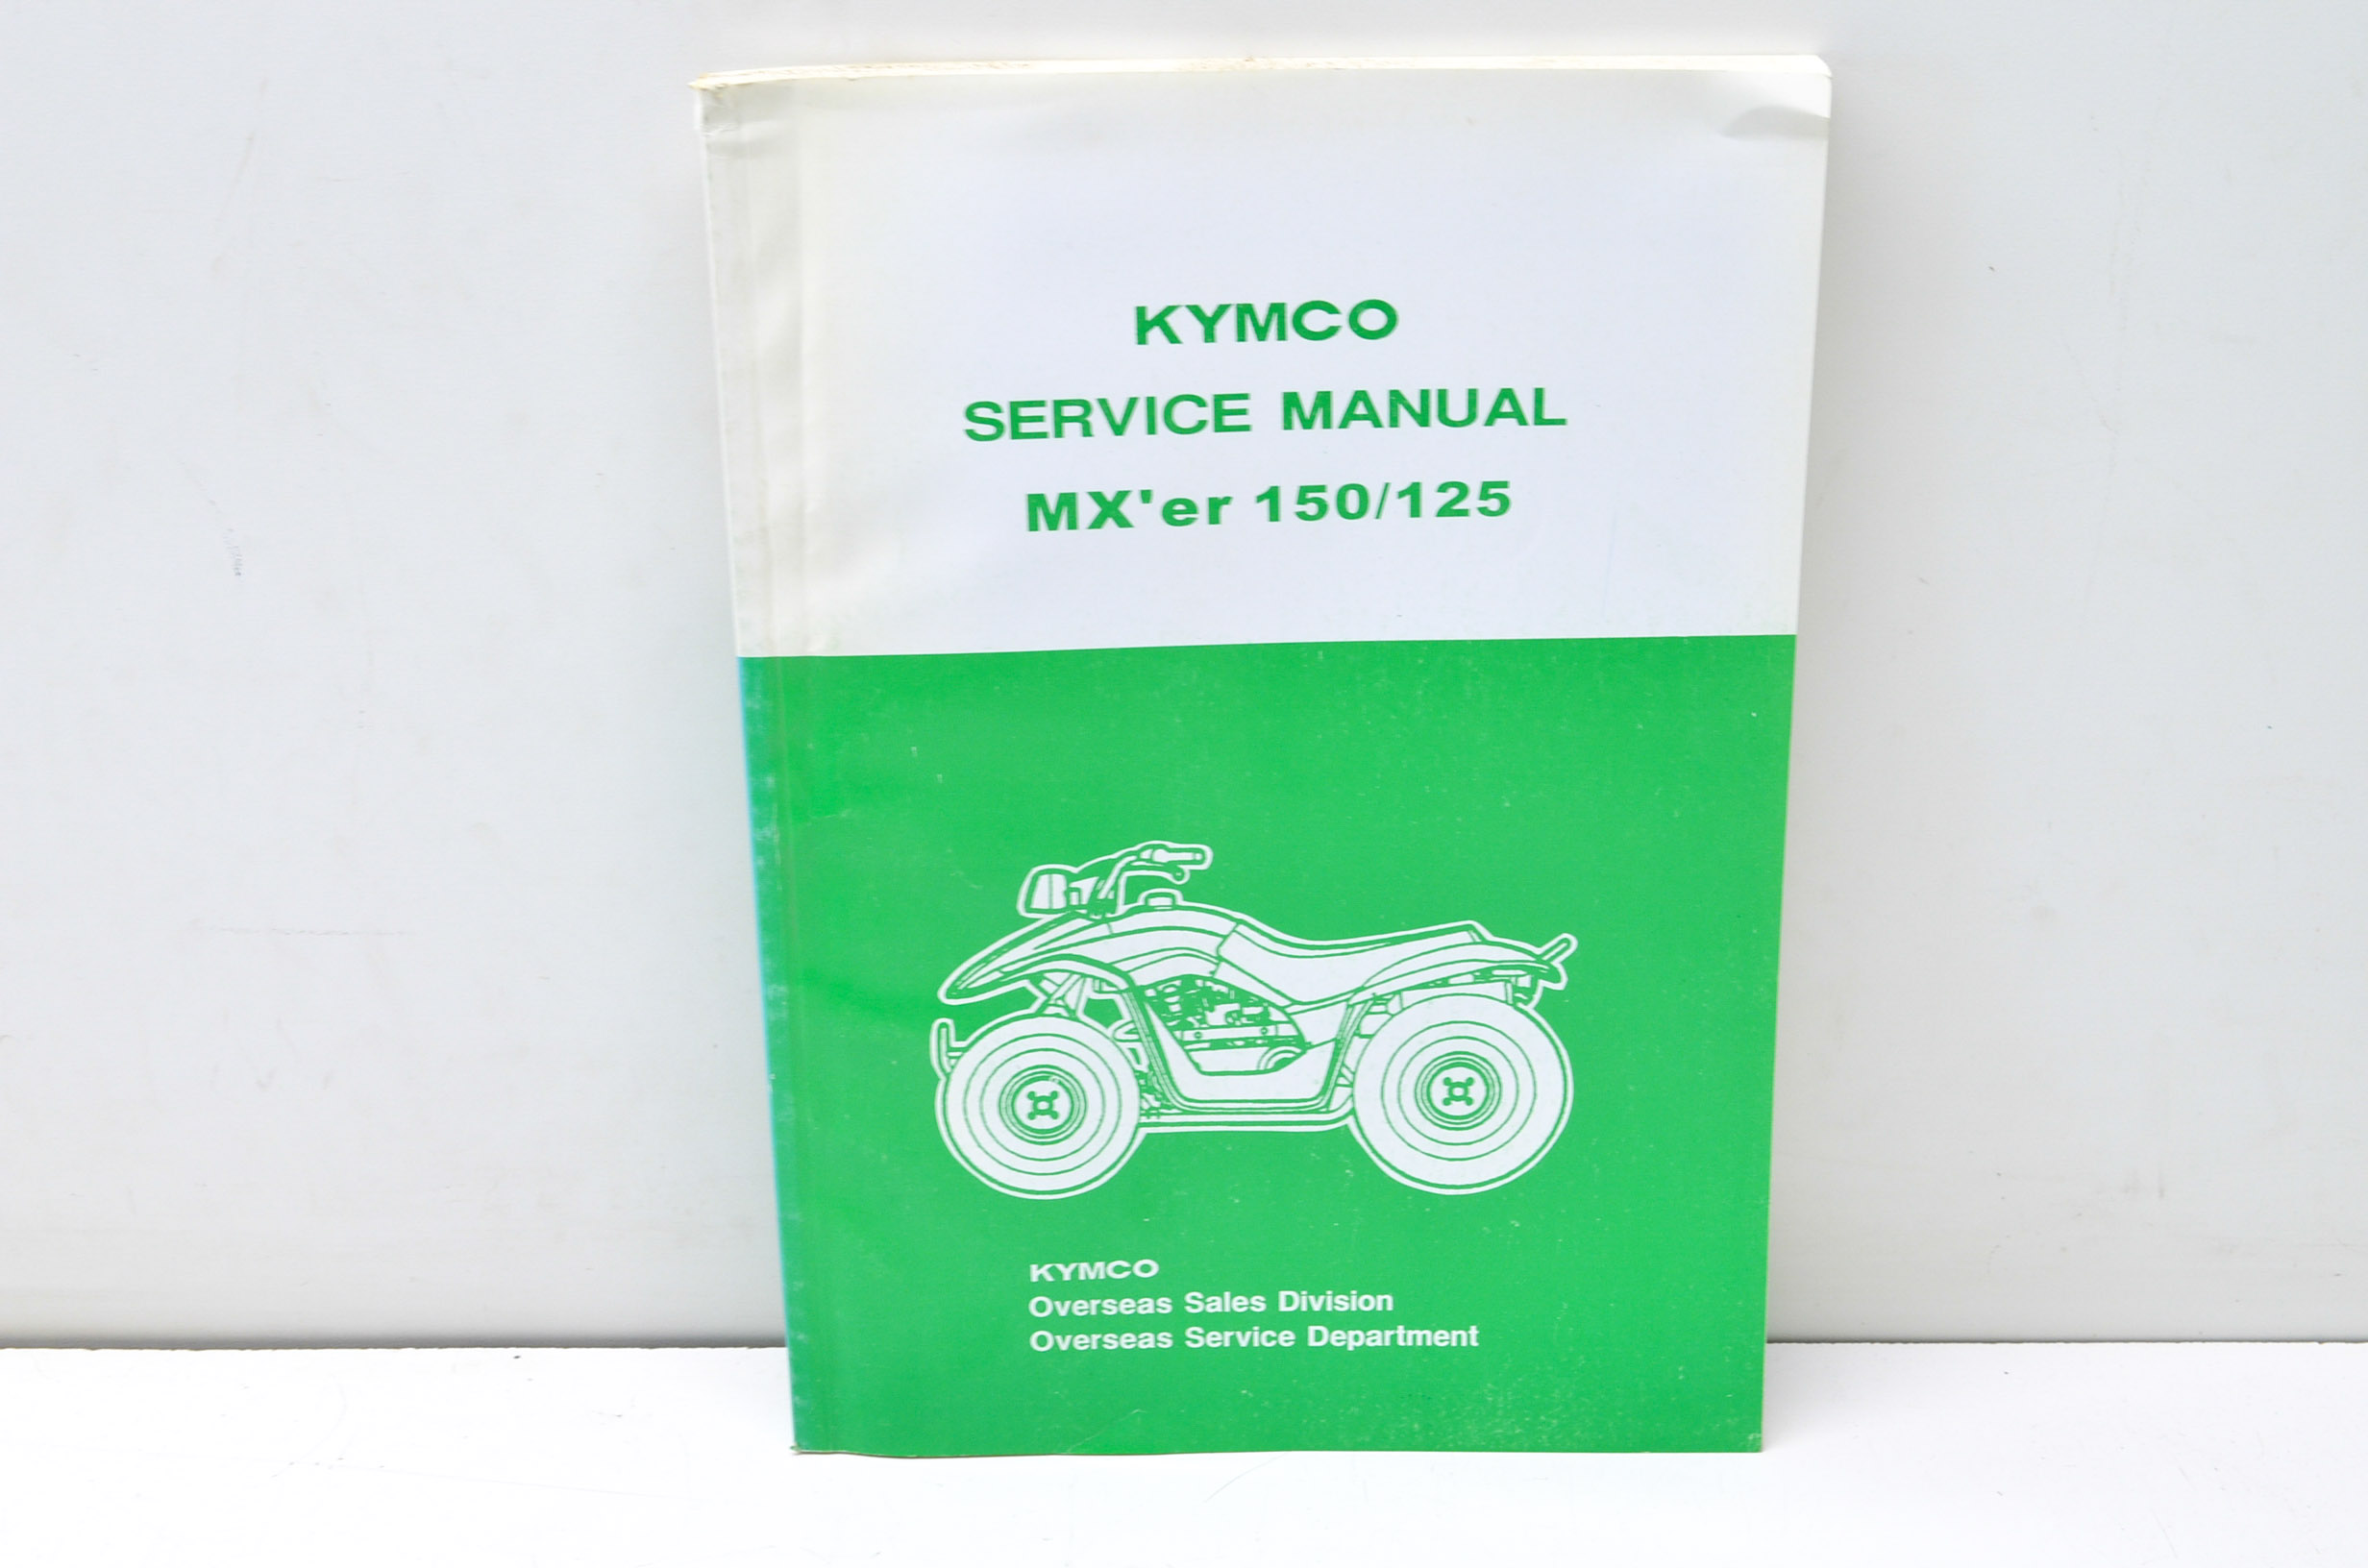 KYMCO
SERVICE MANUAL
MX'er 150/125
KYMCO
Overseas Sales Division
Overseas Service Department